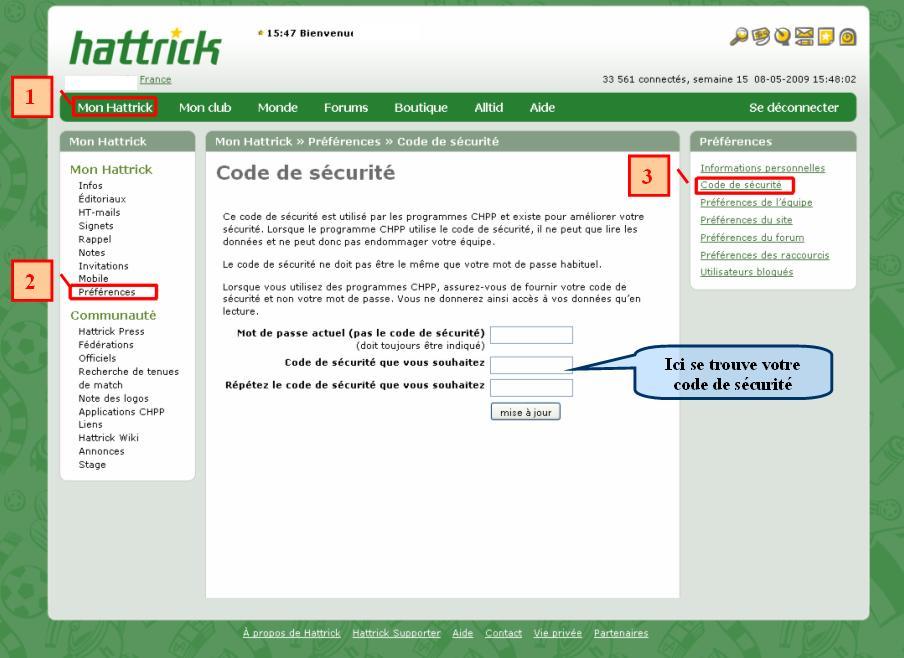 hattrick
15:47 Bienvenu
France
33 561 connectés, semaine 15 08-05-2009 15:48:02
1
Mon Hattrick Mon club Monde Forums Boutique Alltid Aide Se déconnecter
Mon Hattrick
Mon Hattrick
Infos
Éditoriaux
HT-mails
Signets
Rappel
Notes
Invitations
Mobile
2
Préférences
Communauté
Hattrick Press
Fédérations
Officiels
Recherche de tenues
de match
Note des logos
Applications CHPP
Liens
Hattrick Wiki
Annonces
Stage
Mon Hattrick » Préférences » Code de sécurité
Code de sécurité
Ce code de sécurité est utilisé par les programmes CHPP et existe pour améliorer votre
sécurité. Lorsque le programme CHPP utilise le code de sécurité, il ne peut que lire les
données et ne peut donc pas endommager votre équipe.
Le code de sécurité ne doit pas être le même que votre mot de passe habituel.
Lorsque vous utilisez des programmes CHPP, assurez-vous de fournir votre code de
sécurité et non votre mot de passe. Vous ne donnerez ainsi accès à vos données qu'en
lecture.
Mot de passe actuel (pas le code de sécurité)
(doit toujours être indiqué)
Code de sécurité que vous souhaitez
Répétez le code de sécurité que vous souhaitez
mise à jour
Ici se trouve votre
code de sécurité
Préférences
Informations personnelles
3
Code de sécurité
Préférences de l'équipe
Préférences du site
Préférences du forum
Préférences des raccourcis
Utilisateurs bloqués
À propos de Hattrick Hattrick Supporter Aide Contact Vie privée Partenaires